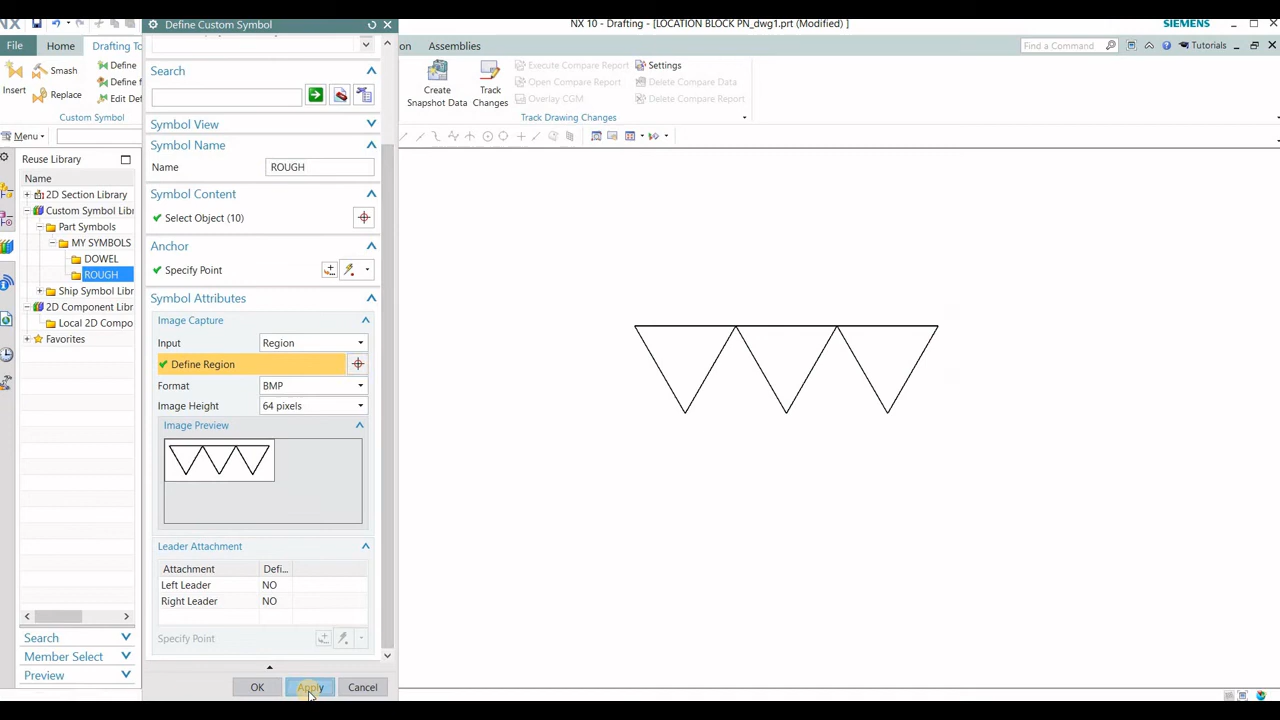 NX
Define Custom Symbol
NX 10 - Drafting - [LOCATION BLOCK PN_dwg1.prt (Modified) ]
SIEMENS
File
Home
Drafting To
on
Assemblies
Find a Command
Tutorials
Insert
Smash
Replace
Define
Define f
Edit Def
Custom Symbol
Create
Snapshot Data
Track
Changes
Execute Compare Report
Open Compare Report
Overlay CGM
Settings
Delete Compare Data
Delete Compare Report
Track Drawing Changes
Menu
Reuse Library
Name
2D Section Library
Custom Symbol Libr
Part Symbols
MY SYMBOLS
DOWEL
ROUGH
Ship Symbol Libr
2D Component Libr
Local 2D Compo
Favorites
Search
Member Select
Preview
Search
Symbol View
Symbol Name
Name
ROUGH
Symbol Content
Select Object (10)
Anchor
Specify Point
Symbol Attributes
Image Capture
Input
Region
Define Region
Format
BMP
Image Height
64 pixels
Image Preview
Leader Attachment
Attachment Defi...
Left Leader NO
Right Leader NO
Specify Point
OK
Apply
Cancel